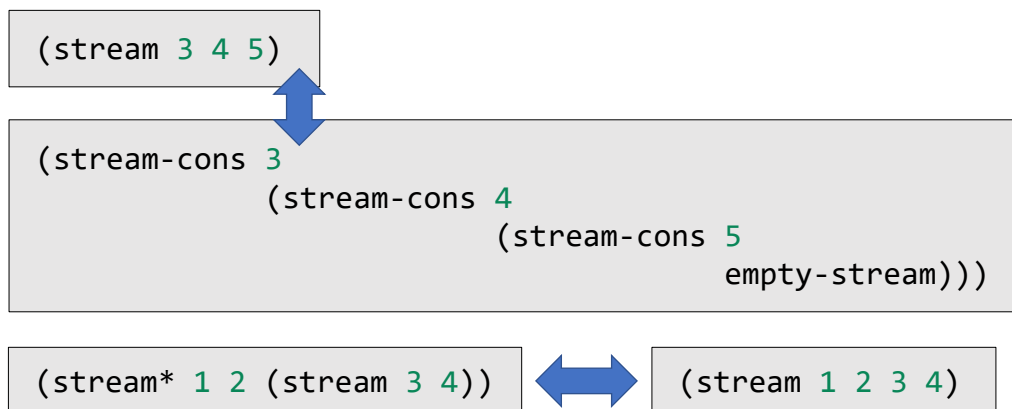 (stream 3 4 5)
(stream-cons 3
(stream-cons 4
(stream-cons 5
empty-stream)))
(stream* 1 2 (stream 3 4))
(stream 1 2 3 4)